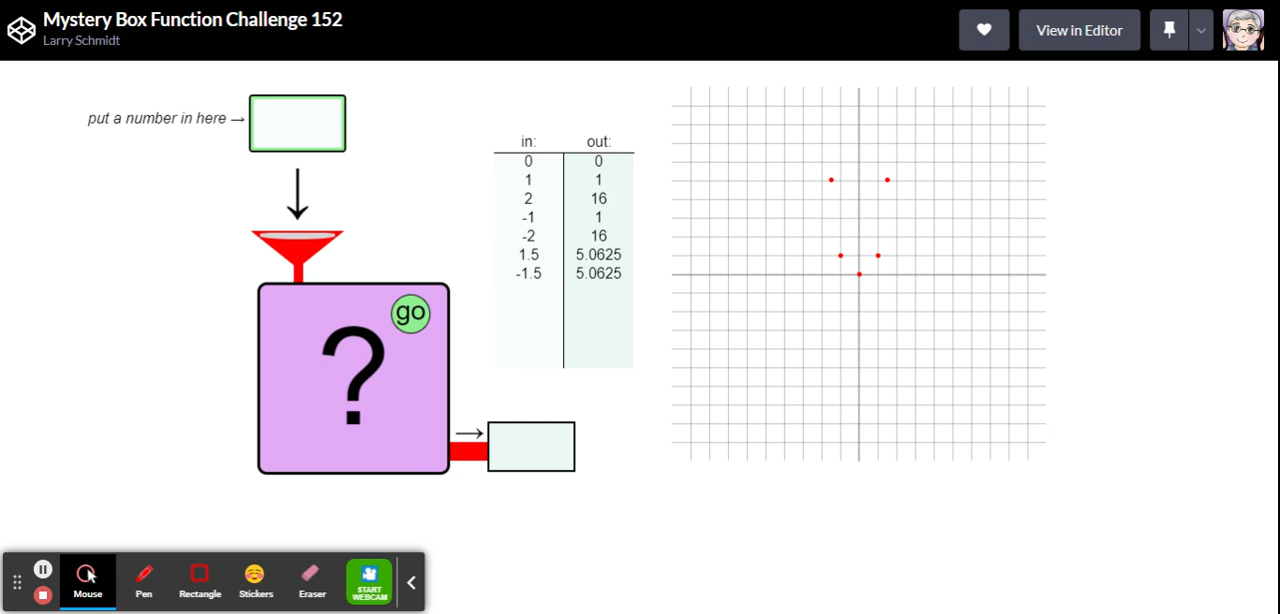 Mystery Box Function Challenge 152
Larry Schmidt
View in Editor
put a number in here →
in: out:
0 0
1 1
2 16
-1 1
-2 16
1.5 5.0625
-1.5 5.0625
go
?
Mouse
Pen
Rectangle
Stickers
Eraser
START
WEBCAM